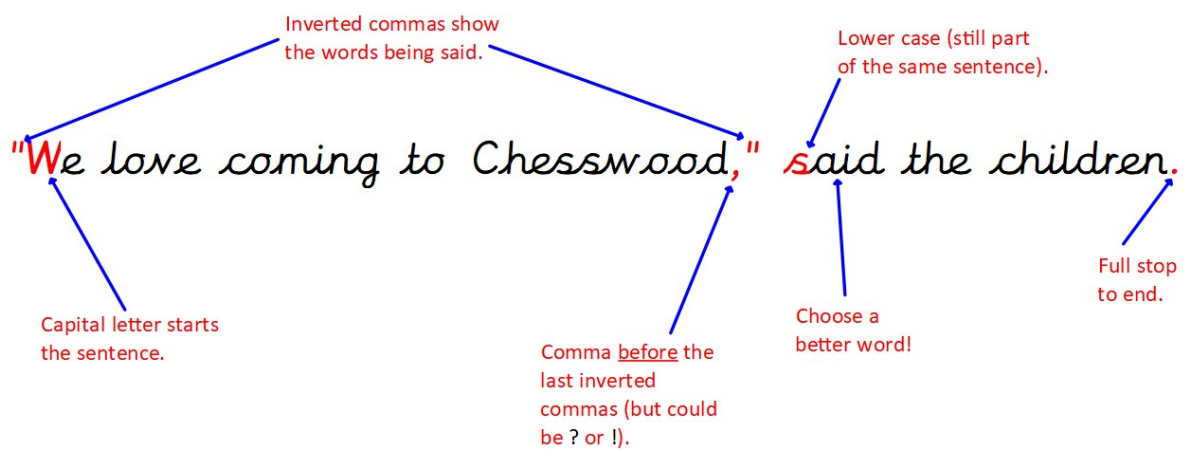 Inverted commas show
the words being said.
Lower case (still part
of the same sentence).
"We love coming to Chesswood," said the children.
Capital letter starts
the sentence.
Comma before the
last inverted
commas (but could
be ? or !).
Choose a
better word!
Full stop
to end.